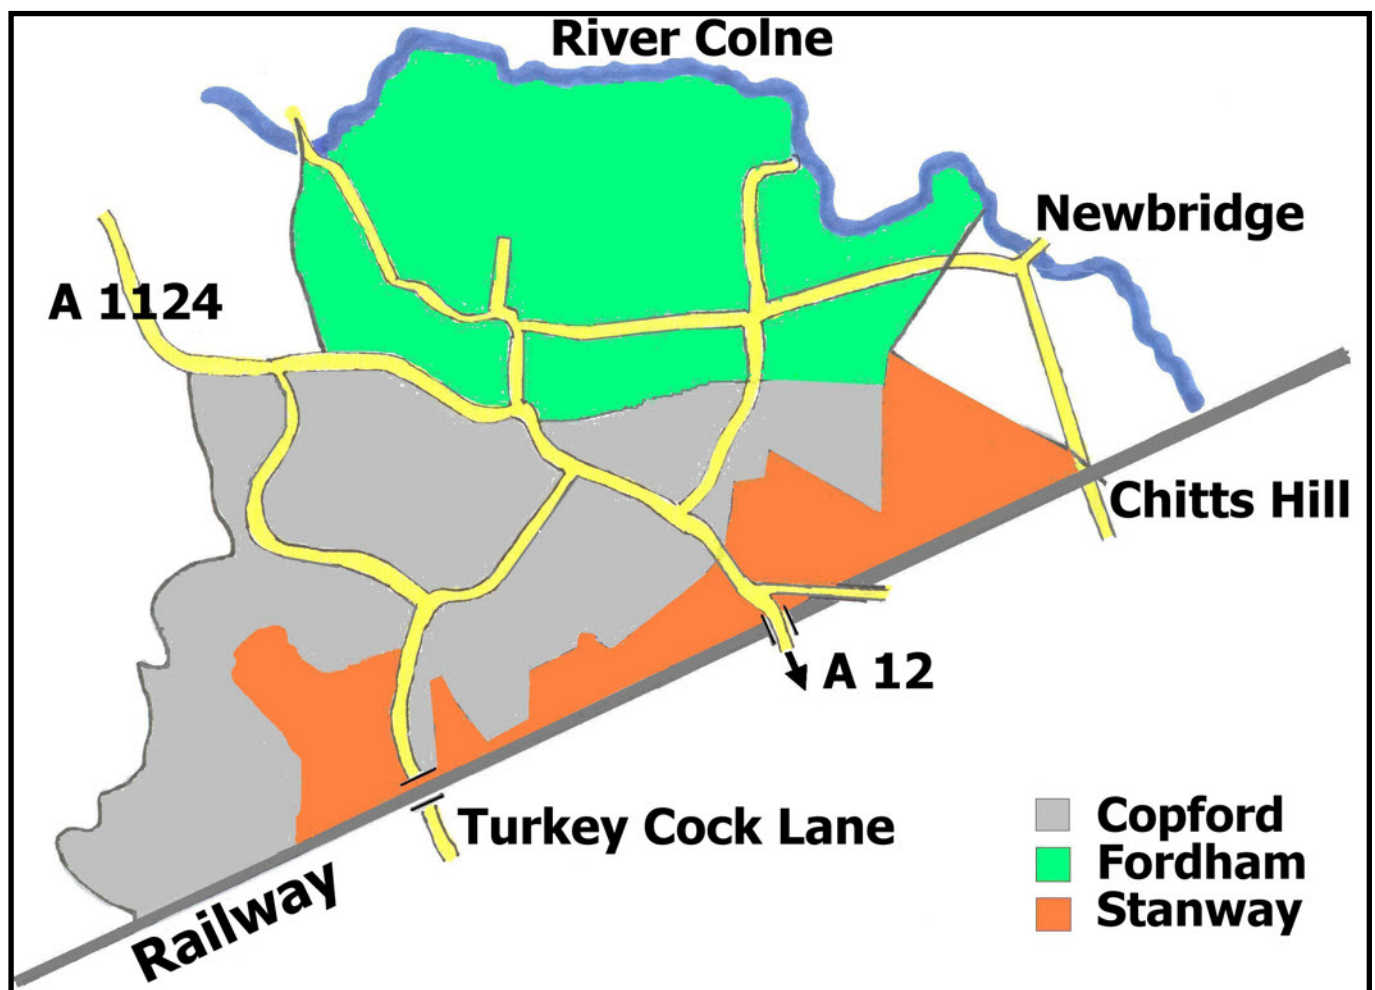 River Colne
Newbridge
A 1124
Chitts Hill
A 12
Turkey Cock Lane
Railway
Copford
Fordham
Stanway